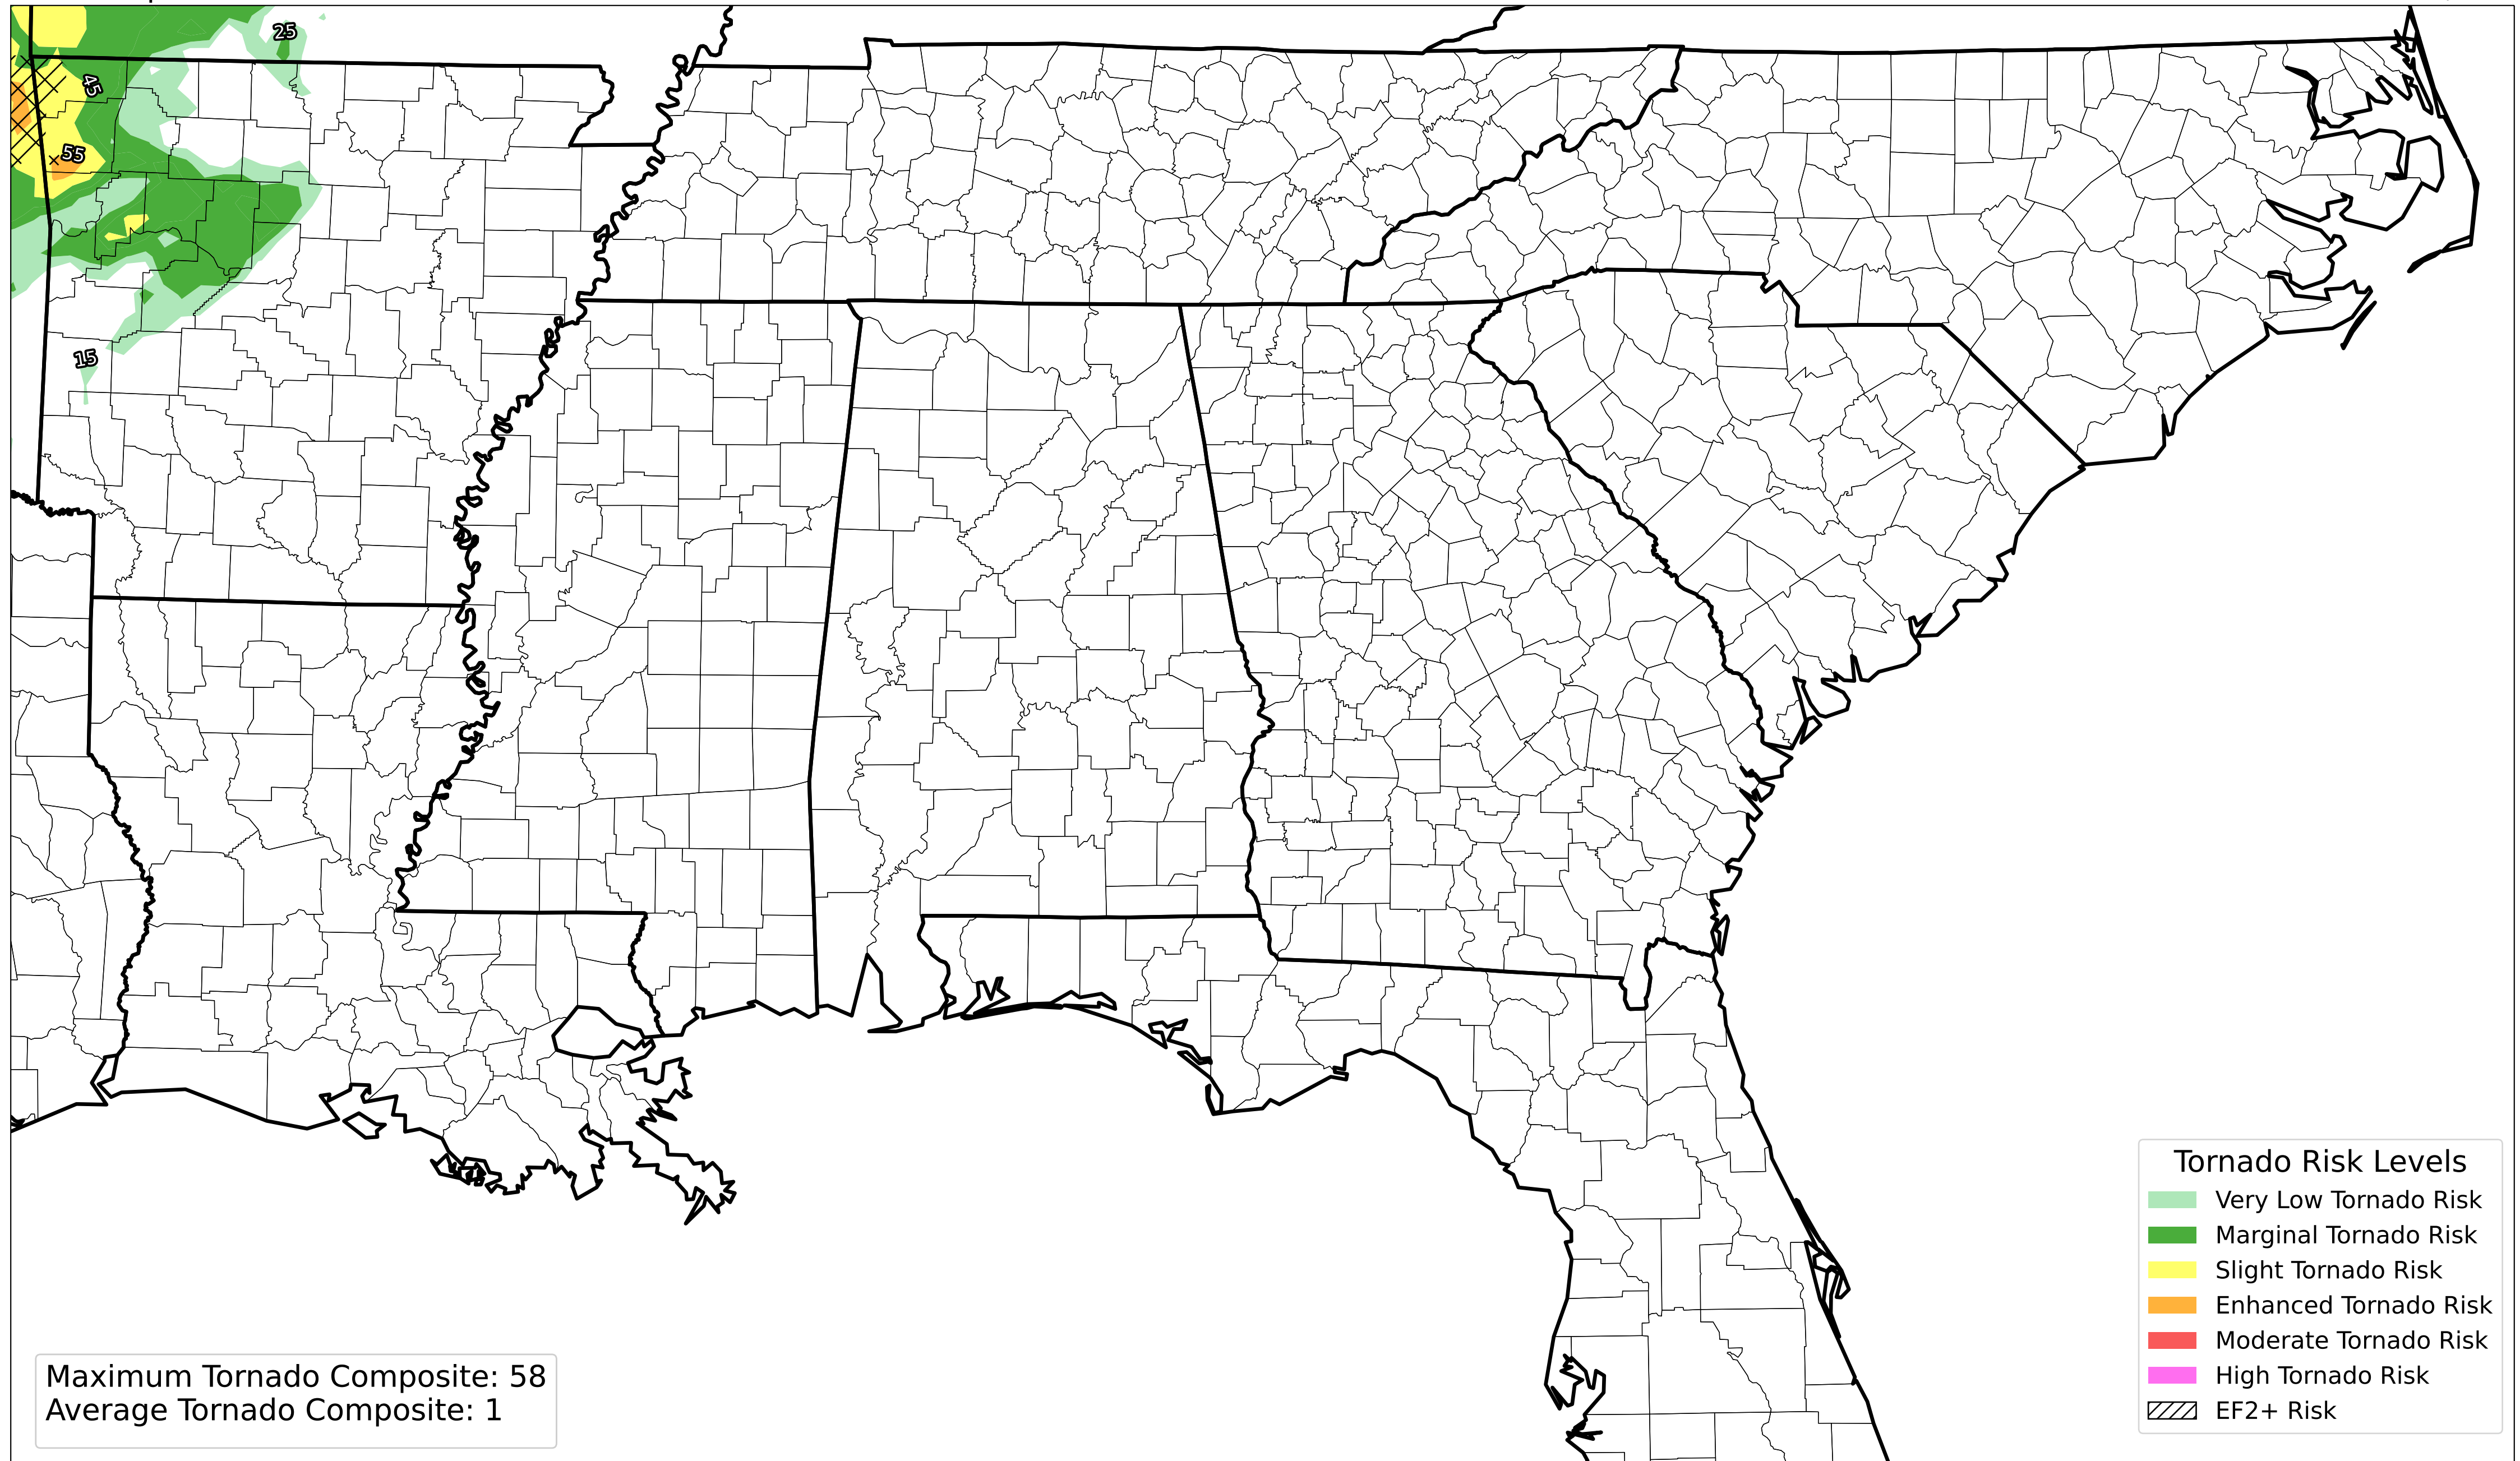 25
45
55
15
Tornado Risk Levels
Very Low Tornado Risk
Marginal Tornado Risk
Slight Tornado Risk
Enhanced Tornado Risk
Moderate Tornado Risk
High Tornado Risk
EF2+ Risk
Maximum Tornado Composite: 58
Average Tornado Composite: 1